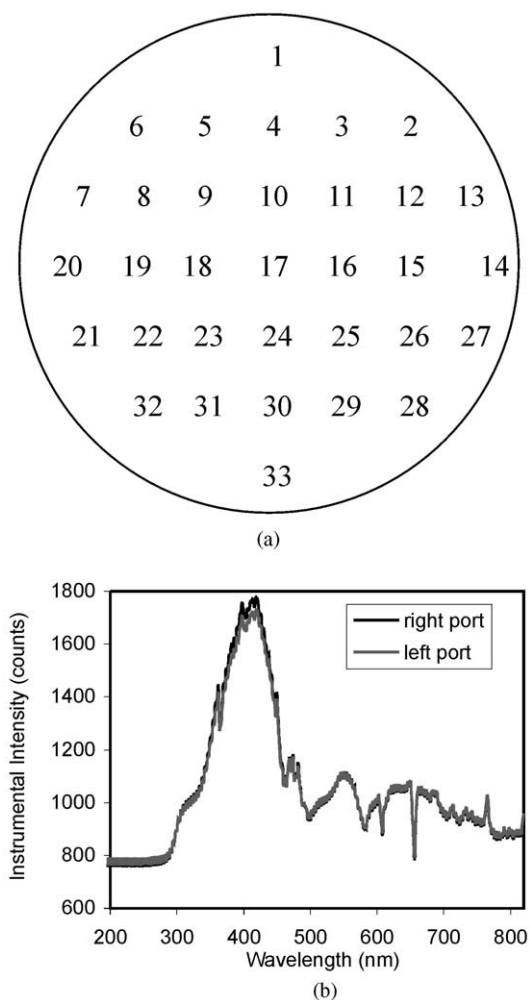 1
6 5 4 3 2
7 8 9 10 11 12 13
20 19 18 17 16 15 14
21 22 23 24 25 26 27
32 31 30 29 28
33
(a)
Instrumental Intensity (counts)
1800
1600
1400
1200
1000
800
600
right port
left port
200 300 400 500 600 700 800
Wavelength (nm)
(b)